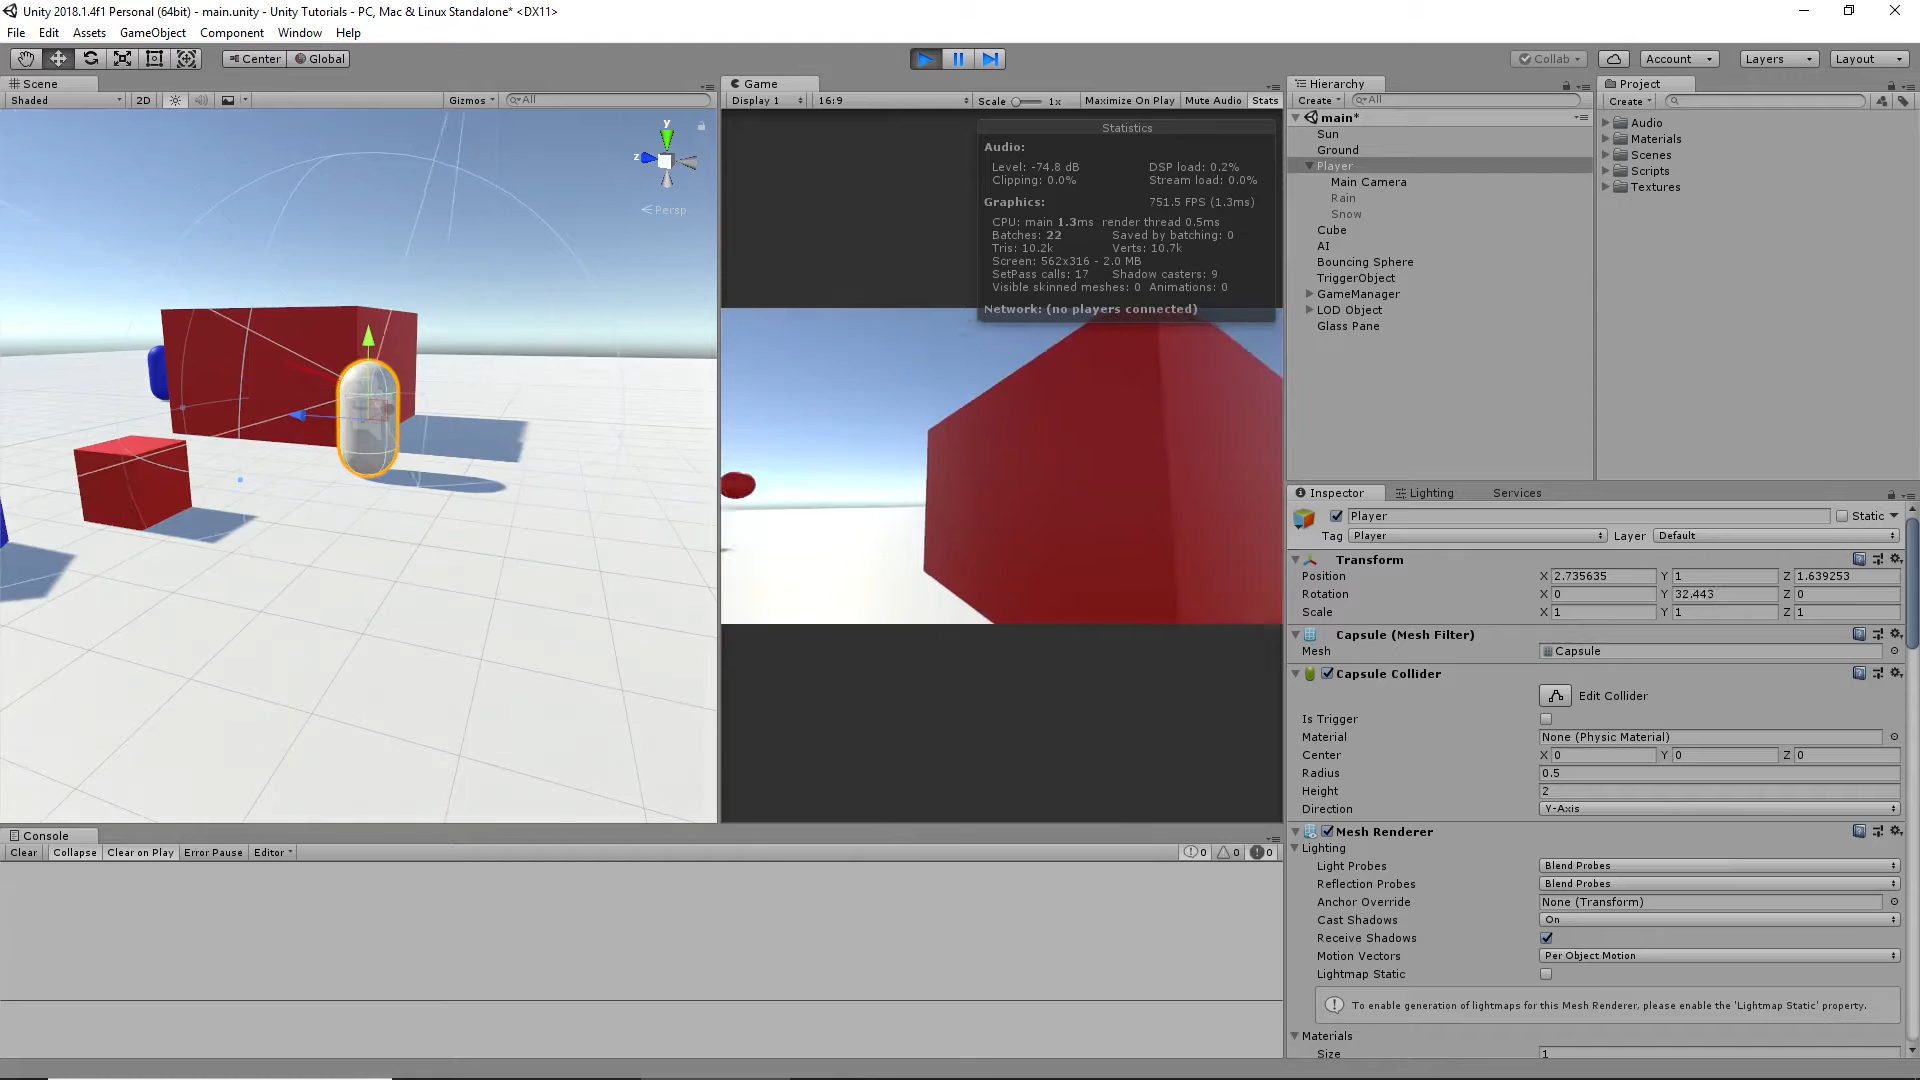 Unity 2018.1.4f1 Personal (64bit) - main.unity - Unity Tutorials - PC, Mac & Linux Standalone* <DX11>
File Edit Assets GameObject Component Window Help
Center Global
Collab Account Layers Layout
Scene
Shaded 2D Gizmos All
y
z
Persp
Game
Display 1 16:9 Scale 1x Maximize On Play Mute Audio Stats
Statistics
Audio:
Level: -74.8 dB DSP load: 0.2%
Clipping: 0.0% Stream load: 0.0%
Graphics: 751.5 FPS (1.3ms)
CPU: main 1.3ms render thread 0.5ms
Batches: 22 Saved by batching: 0
Tris: 10.2k Verts: 10.7k
Screen: 562x316 - 2.0 MB
SetPass calls: 17 Shadow casters: 9
Visible skinned meshes: 0 Animations: 0
Network: (no players connected)
Hierarchy
Create All
main*
Sun
Ground
Player
Main Camera
Rain
Snow
Cube
AI
Bouncing Sphere
TriggerObject
GameManager
LOD Object
Glass Pane
Project
Create
Audio
Materials
Scenes
Scripts
Textures
Inspector Lighting Services
Player Static
Tag Player Layer Default
Transform
Position X 2.735635 Y 1 Z 1.639253
Rotation X 0 Y 32.443 Z 0
Scale X 1 Y 1 Z 1
Capsule (Mesh Filter)
Mesh Capsule
Capsule Collider
Edit Collider
Is Trigger
Material None (Physic Material)
Center X 0 Y 0 Z 0
Radius 0.5
Height 2
Direction Y-Axis
Mesh Renderer
Lighting
Light Probes Blend Probes
Reflection Probes Blend Probes
Anchor Override None (Transform)
Cast Shadows On
Receive Shadows
Motion Vectors Per Object Motion
Lightmap Static
To enable generation of lightmaps for this Mesh Renderer, please enable the 'Lightmap Static' property.
Materials
Size 1
Console
Clear Collapse Clear on Play Error Pause Editor 0 0 0